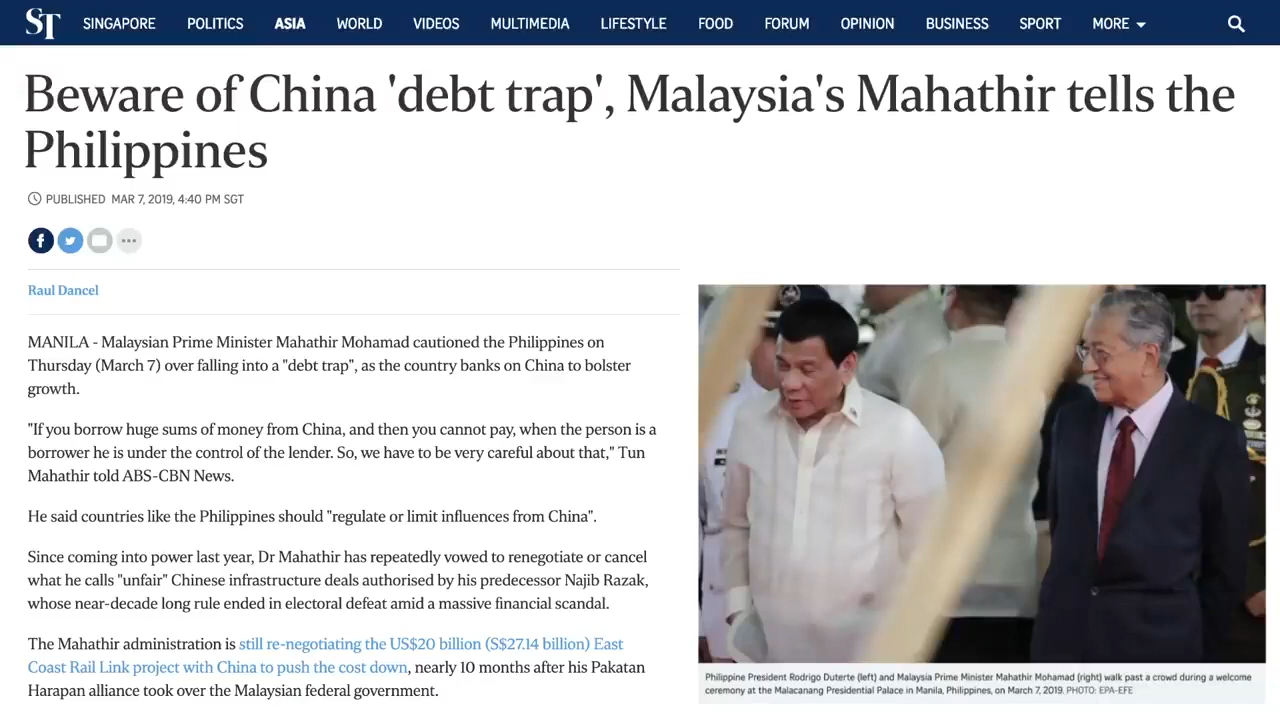 ST SINGAPORE POLITICS ASIA WORLD VIDEOS MULTIMEDIA LIFESTYLE FOOD FORUM OPINION BUSINESS SPORT MORE
Beware of China 'debt trap', Malaysia's Mahathir tells the
Philippines
PUBLISHED MAR 7, 2019, 4:40 PM SGT
Raul Dancel
MANILA - Malaysian Prime Minister Mahathir Mohamad cautioned the Philippines on
Thursday (March 7) over falling into a "debt trap", as the country banks on China to bolster
growth.
"If you borrow huge sums of money from China, and then you cannot pay, when the person is a
borrower he is under the control of the lender. So, we have to be very careful about that," Tun
Mahathir told ABS-CBN News.
He said countries like the Philippines should "regulate or limit influences from China".
Since coming into power last year, Dr Mahathir has repeatedly vowed to renegotiate or cancel
what he calls "unfair" Chinese infrastructure deals authorised by his predecessor Najib Razak,
whose near-decade long rule ended in electoral defeat amid a massive financial scandal.
The Mahathir administration is still re-negotiating the US$20 billion (S$27.14 billion) East
Coast Rail Link project with China to push the cost down, nearly 10 months after his Pakatan
Harapan alliance took over the Malaysian federal government.
Philippine President Rodrigo Duterte (left) and Malaysia Prime Minister Mahathir Mohamad (right) walk past a crowd during a welcome
ceremony at the Malacanang Presidential Palace in Manila, Philippines, on March 7, 2019. PHOTO: EPA-EFE